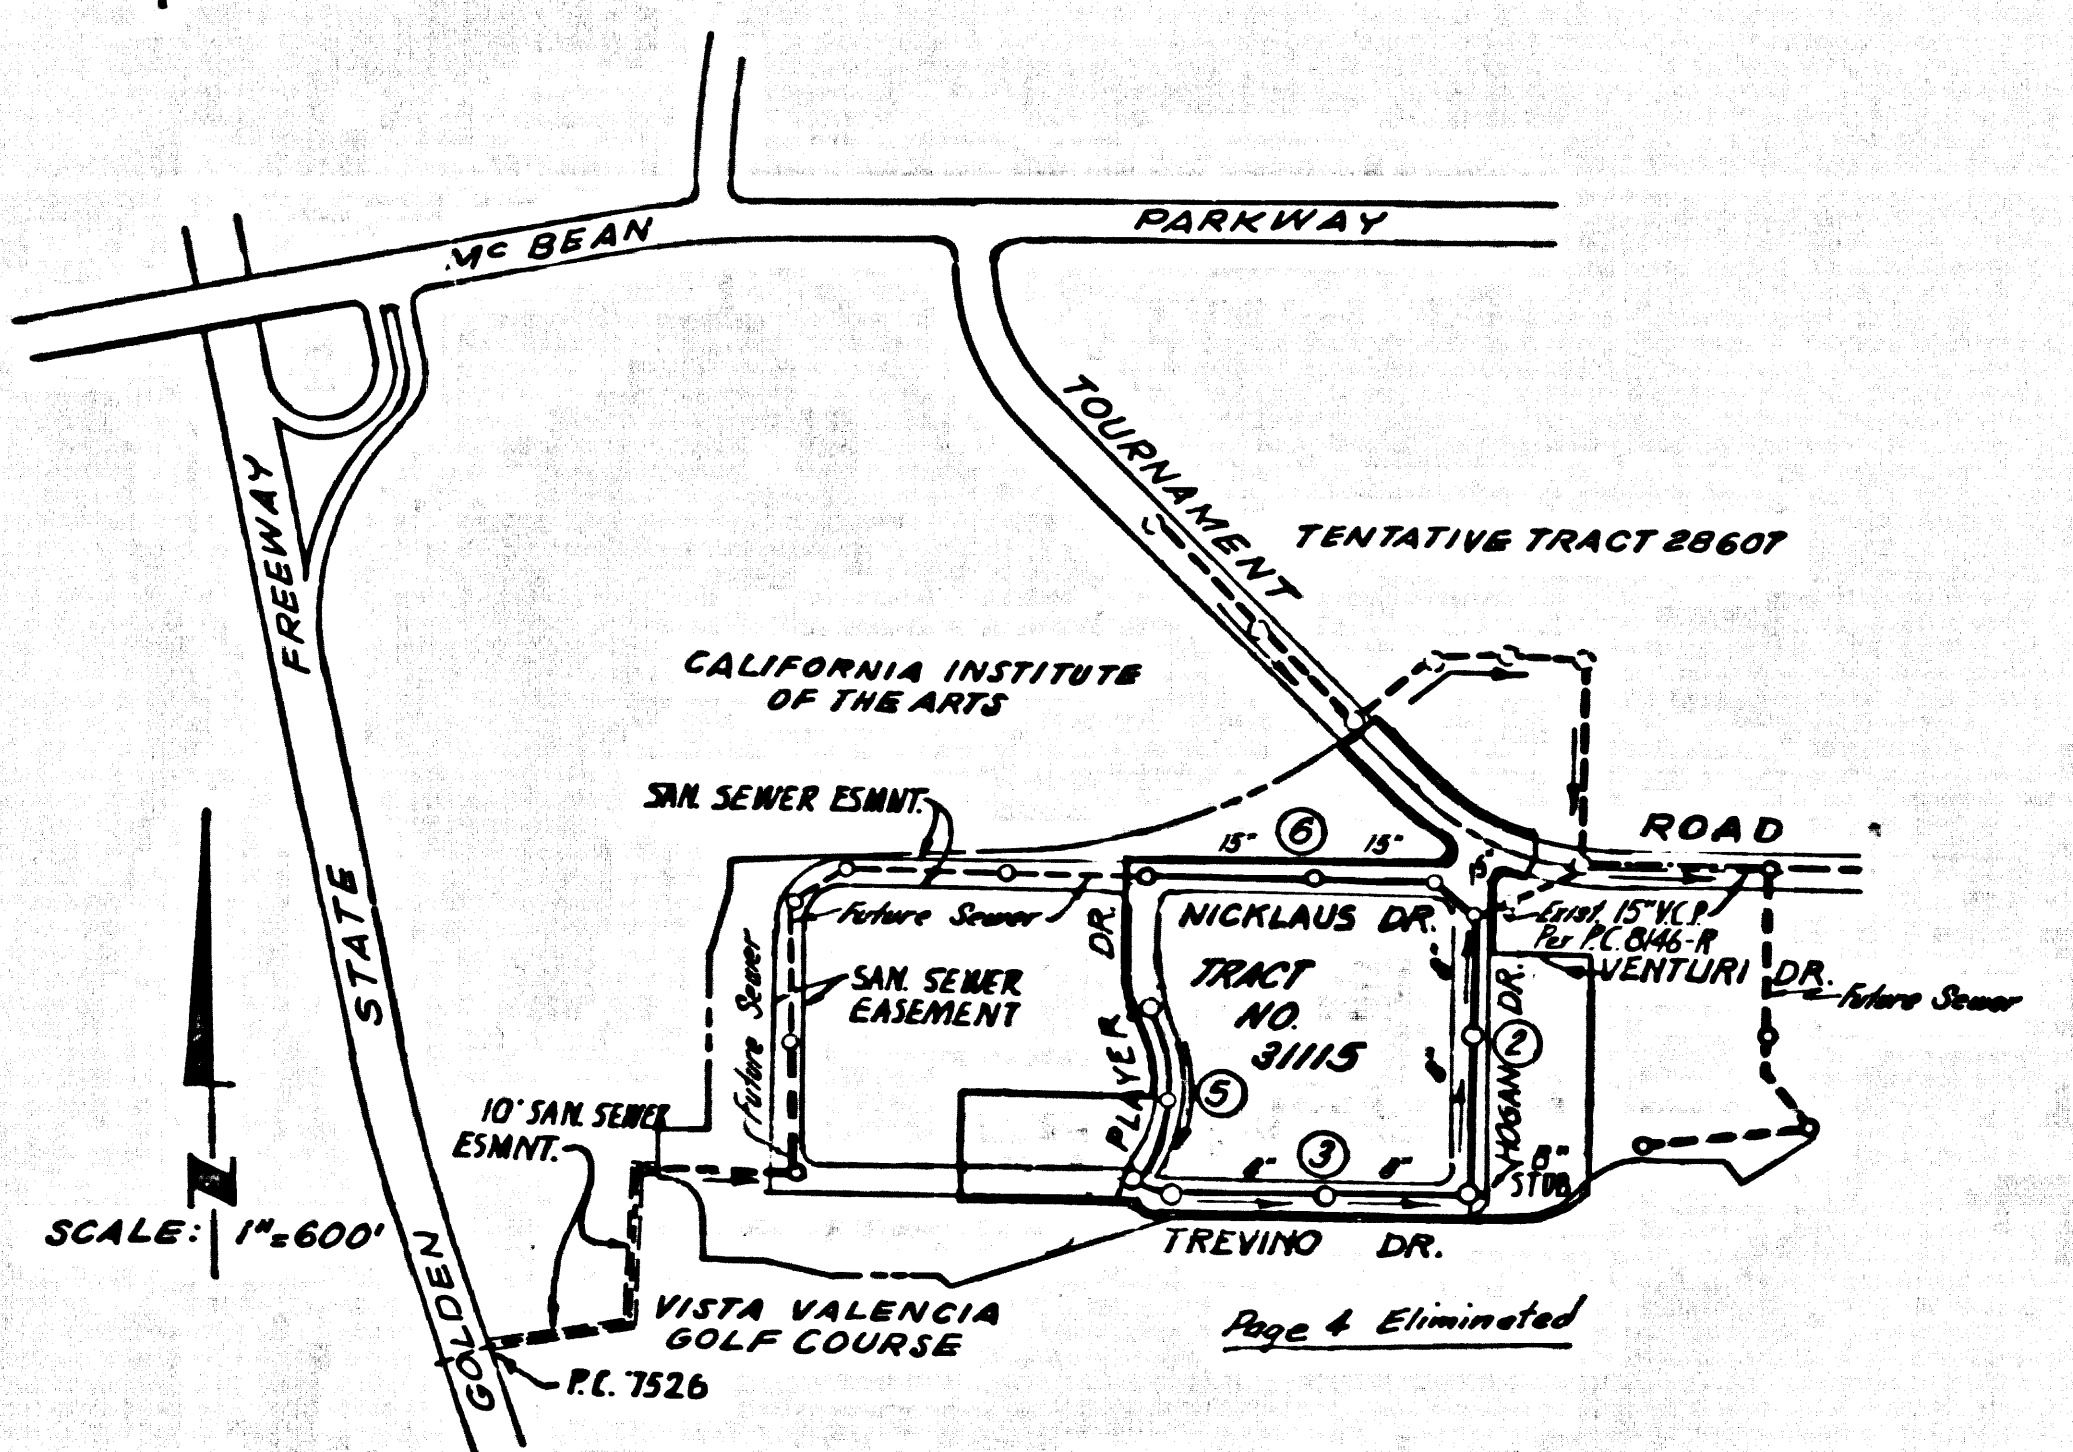 Mc BEAN
PARKWAY
TOURNAMENT
FREEWAY
TENTATIVE TRACT 28607
CALIFORNIA INSTITUTE
OF THE ARTS
SAN. SEWER ESMNT.
6
15"
15"
ROAD
15"
STATE
Future Sewer
DR.
NICKLAUS DR.
Exist. 15" V.C.P.
Per P.C. 8146-R
VENTURI DR.
Future Sewer
Future Sewer
SAN. SEWER
EASEMENT
TRACT
NO.
31115
8"
8"
HOGAN DR.
2
PLAYER
5
10' SAN. SEWER
ESMNT.
8"
3
8"
8"
STUB
N
SCALE: 1"=600'
TREVINO DR.
GOLDEN
VISTA VALENCIA
GOLF COURSE
Page 4 Eliminated
P.C. 7526